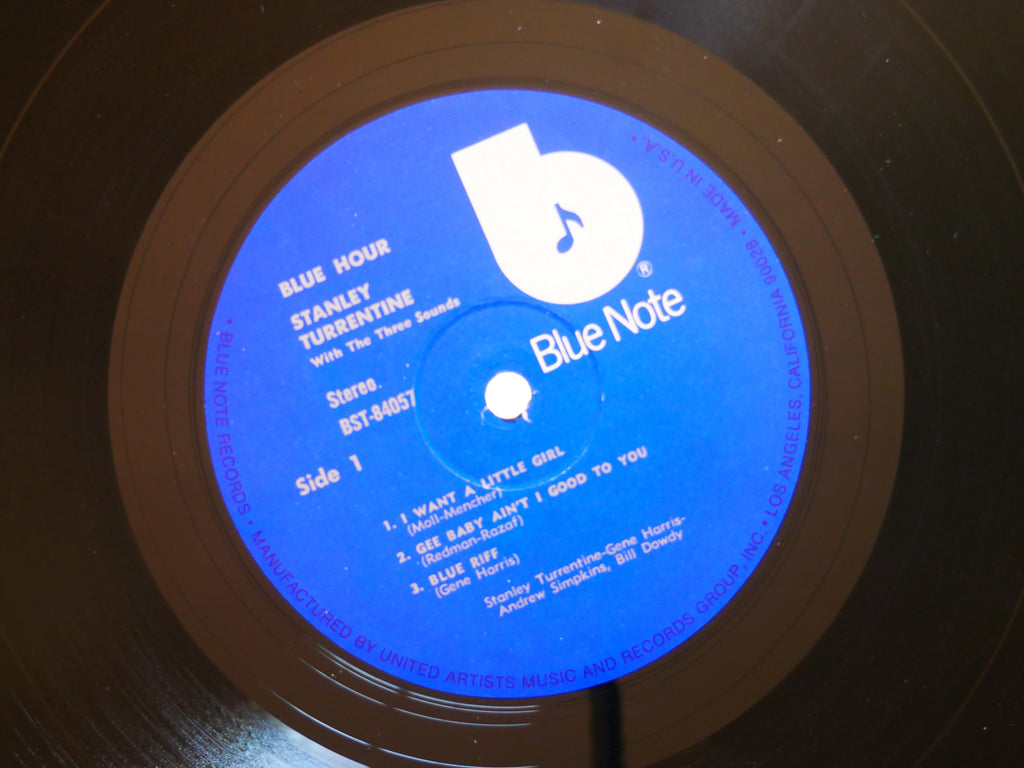 BLUE HOUR
STANLEY
TURRENTINE
With The Three Sounds
Stereo
BST-84057
Side 1
b
®
Blue Note
1. I WANT A LITTLE GIRL
(Moll-Mencher)
2. GEE BABY AIN'T I GOOD TO YOU
(Redman-Razaf)
3. BLUE RIFF
(Gene Harris)
Stanley Turrentine-Gene Harris-
Andrew Simpkins, Bill Dowdy
• BLUE NOTE RECORDS • MANUFACTURED BY UNITED ARTISTS MUSIC AND RECORDS GROUP, INC. • LOS ANGELES, CALIFORNIA 90028 • MADE IN U.S.A. •